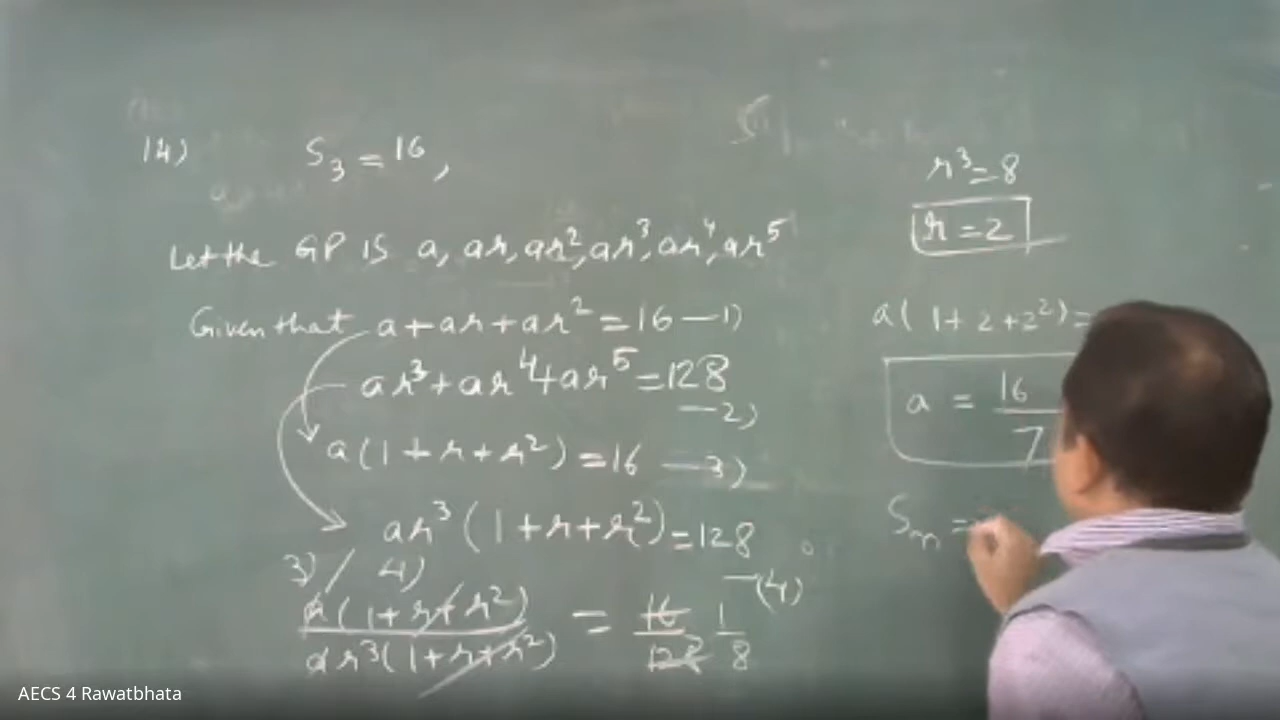 14) S₃ = 16,
Let the GP is a, ar, ar², ar³, ar⁴, ar⁵
Given that a+ar+ar² = 16 —1)
ar³+ar⁴+ar⁵ = 128
—2)
a(1+r+r²) = 16 —3)
ar³(1+r+r²) = 128
—(4)
3) / 4)
a(1+r+r²) / ar³(1+r+r²) = 16/128 1/8
r³ = 8
r = 2
a(1+2+2²) =
a = 16/7
Sₙ =
AECS 4 Rawatbhata